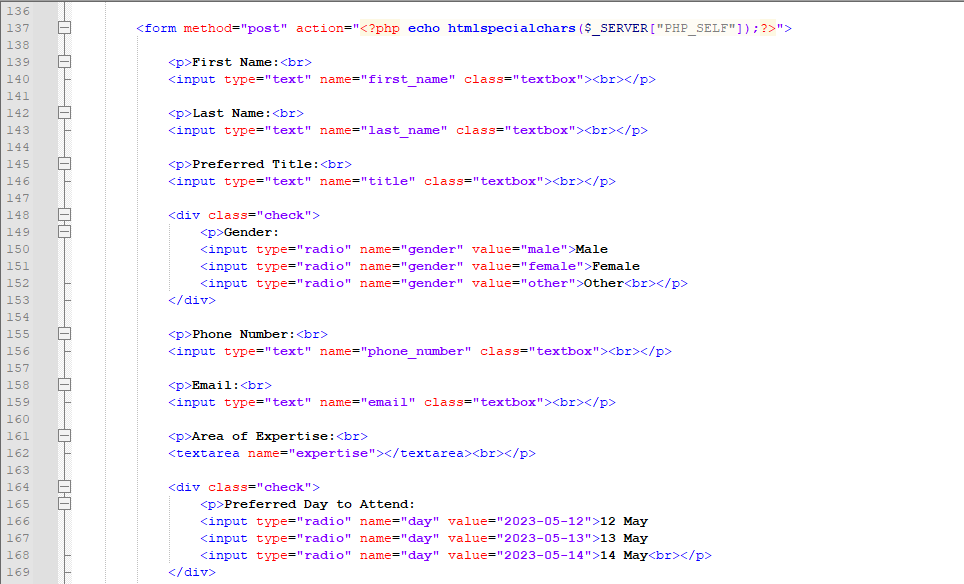 136
137 <form method="post" action="<?php echo htmlspecialchars($_SERVER["PHP_SELF"]);?>">
138
139 <p>First Name:<br>
140 <input type="text" name="first_name" class="textbox"><br></p>
141
142 <p>Last Name:<br>
143 <input type="text" name="last_name" class="textbox"><br></p>
144
145 <p>Preferred Title:<br>
146 <input type="text" name="title" class="textbox"><br></p>
147
148 <div class="check">
149 <p>Gender:
150 <input type="radio" name="gender" value="male">Male
151 <input type="radio" name="gender" value="female">Female
152 <input type="radio" name="gender" value="other">Other<br></p>
153 </div>
154
155 <p>Phone Number:<br>
156 <input type="text" name="phone_number" class="textbox"><br></p>
157
158 <p>Email:<br>
159 <input type="text" name="email" class="textbox"><br></p>
160
161 <p>Area of Expertise:<br>
162 <textarea name="expertise"></textarea><br></p>
163
164 <div class="check">
165 <p>Preferred Day to Attend:
166 <input type="radio" name="day" value="2023-05-12">12 May
167 <input type="radio" name="day" value="2023-05-13">13 May
168 <input type="radio" name="day" value="2023-05-14">14 May<br></p>
169 </div>